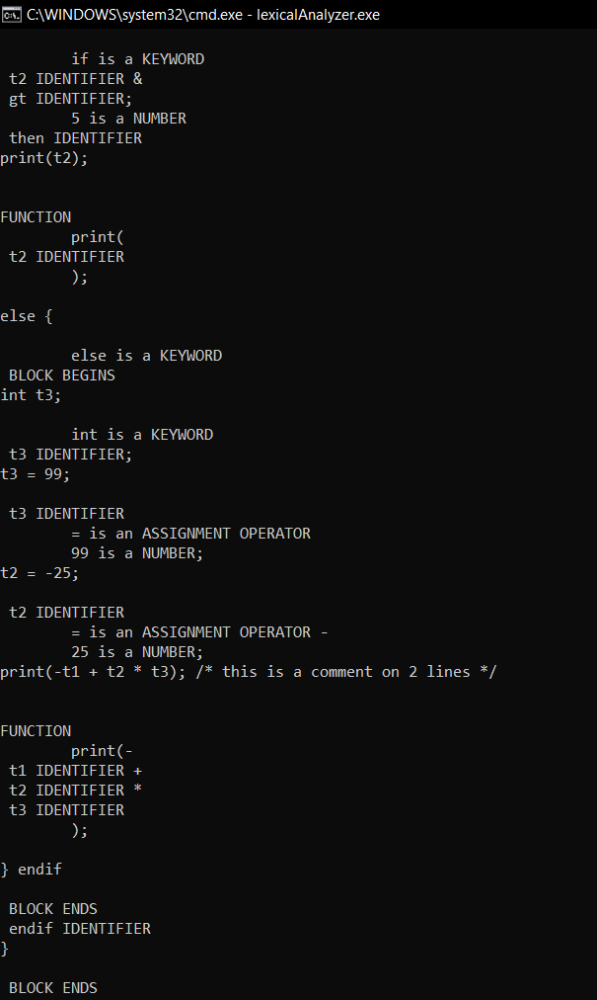 C:\WINDOWS\system32\cmd.exe - lexicalAnalyzer.exe
if is a KEYWORD
t2 IDENTIFIER &
gt IDENTIFIER;
5 is a NUMBER
then IDENTIFIER
print(t2);
FUNCTION
print(
t2 IDENTIFIER
);
else {
else is a KEYWORD
BLOCK BEGINS
int t3;
int is a KEYWORD
t3 IDENTIFIER;
t3 = 99;
t3 IDENTIFIER
= is an ASSIGNMENT OPERATOR
99 is a NUMBER;
t2 = -25;
t2 IDENTIFIER
= is an ASSIGNMENT OPERATOR -
25 is a NUMBER;
print(-t1 + t2 * t3); /* this is a comment on 2 lines */
FUNCTION
print(-
t1 IDENTIFIER +
t2 IDENTIFIER *
t3 IDENTIFIER
);
} endif
BLOCK ENDS
endif IDENTIFIER
}
BLOCK ENDS